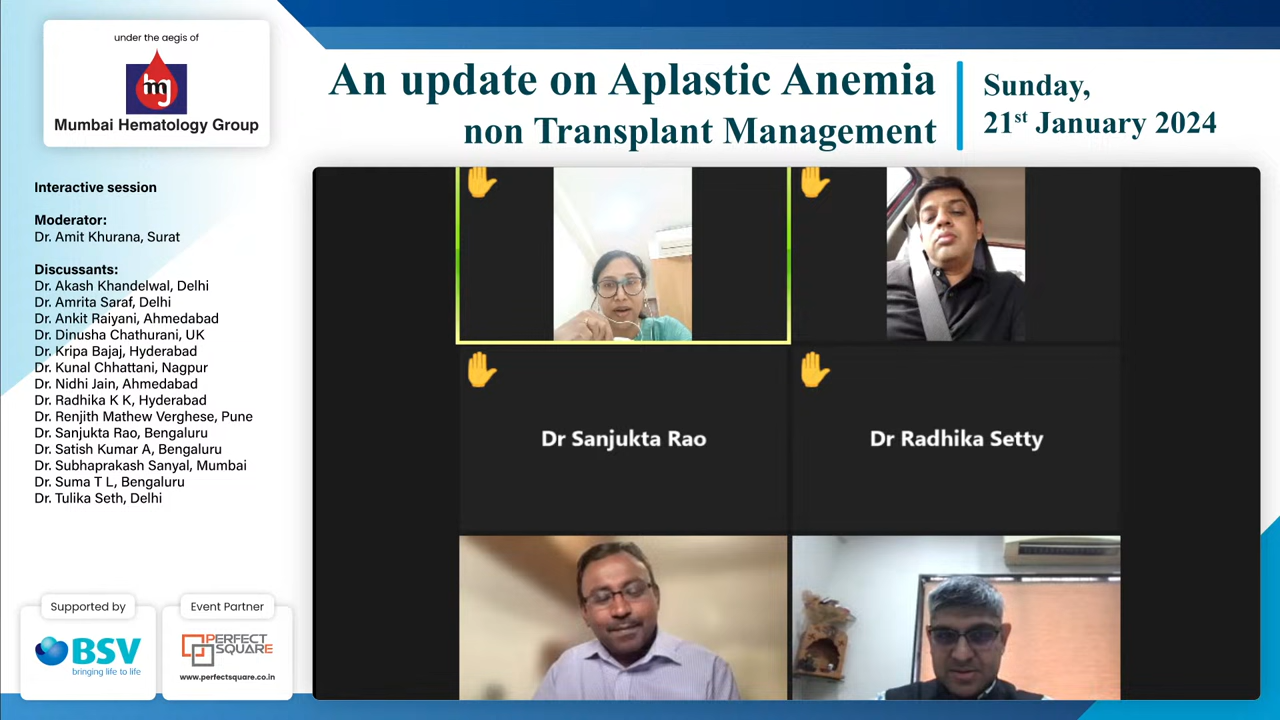 under the aegis of
hg
Mumbai Hematology Group
An update on Aplastic Anemia
non Transplant Management
Sunday,
21st January 2024
Interactive session
Moderator:
Dr. Amit Khurana, Surat
Discussants:
Dr. Akash Khandelwal, Delhi
Dr. Amrita Saraf, Delhi
Dr. Ankit Raiyani, Ahmedabad
Dr. Dinusha Chathurani, UK
Dr. Kripa Bajaj, Hyderabad
Dr. Kunal Chhattani, Nagpur
Dr. Nidhi Jain, Ahmedabad
Dr. Radhika K K, Hyderabad
Dr. Renjith Mathew Verghese, Pune
Dr. Sanjukta Rao, Bengaluru
Dr. Satish Kumar A, Bengaluru
Dr. Subhaprakash Sanyal, Mumbai
Dr. Suma T L, Bengaluru
Dr. Tulika Seth, Delhi
Dr Sanjukta Rao
Dr Radhika Setty
Supported by
BSV
bringing life to life
Event Partner
PERFECT
SQUARE
www.perfectsquare.co.in